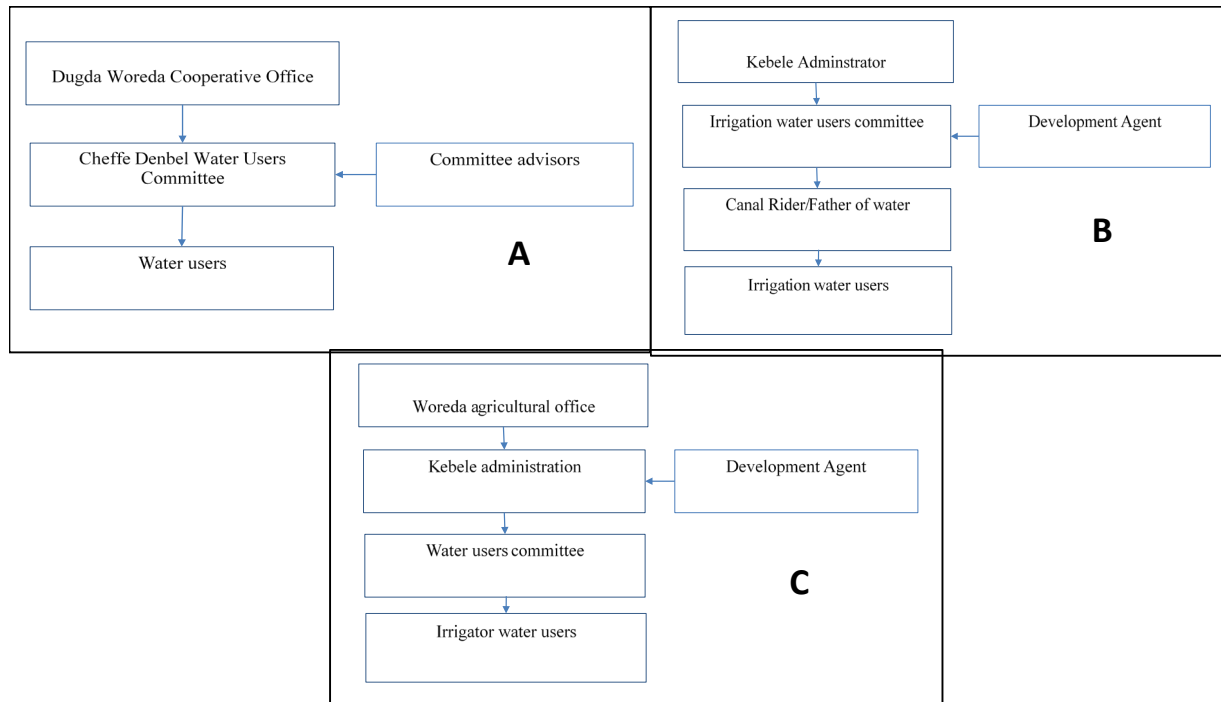 Dugda Woreda Cooperative Office
Cheffe Denbel Water Users
Committee
Committee advisors
Water users
A
Kebele Adminstrator
Irrigation water users committee
Development Agent
Canal Rider/Father of water
Irrigation water users
B
Woreda agricultural office
Kebele administration
Development Agent
Water users committee
Irrigator water users
C